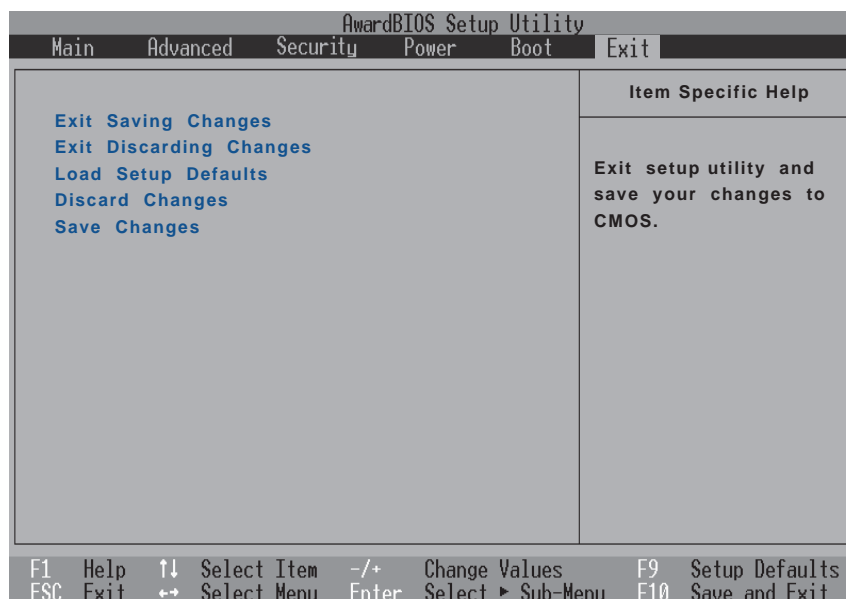 AwardBIOS Setup Utility
Main Advanced Security Power Boot Exit
Exit Saving Changes
Exit Discarding Changes
Load Setup Defaults
Discard Changes
Save Changes
Item Specific Help
Exit setup utility and
save your changes to
CMOS.
F1 Help ↑↓ Select Item -/+ Change Values F9 Setup Defaults
ESC Exit ←→ Select Menu Enter Select ▶ Sub-Menu F10 Save and Exit